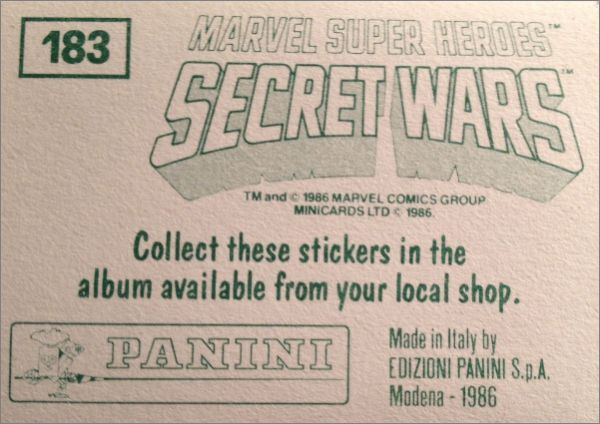 183
MARVEL SUPER HEROES™
SECRET WARS™
TM and © 1986 MARVEL COMICS GROUP
MINICARDS LTD © 1986.
Collect these stickers in the
album available from your local shop.
PANINI
Made in Italy by
EDIZIONI PANINI S.p.A.
Modena - 1986